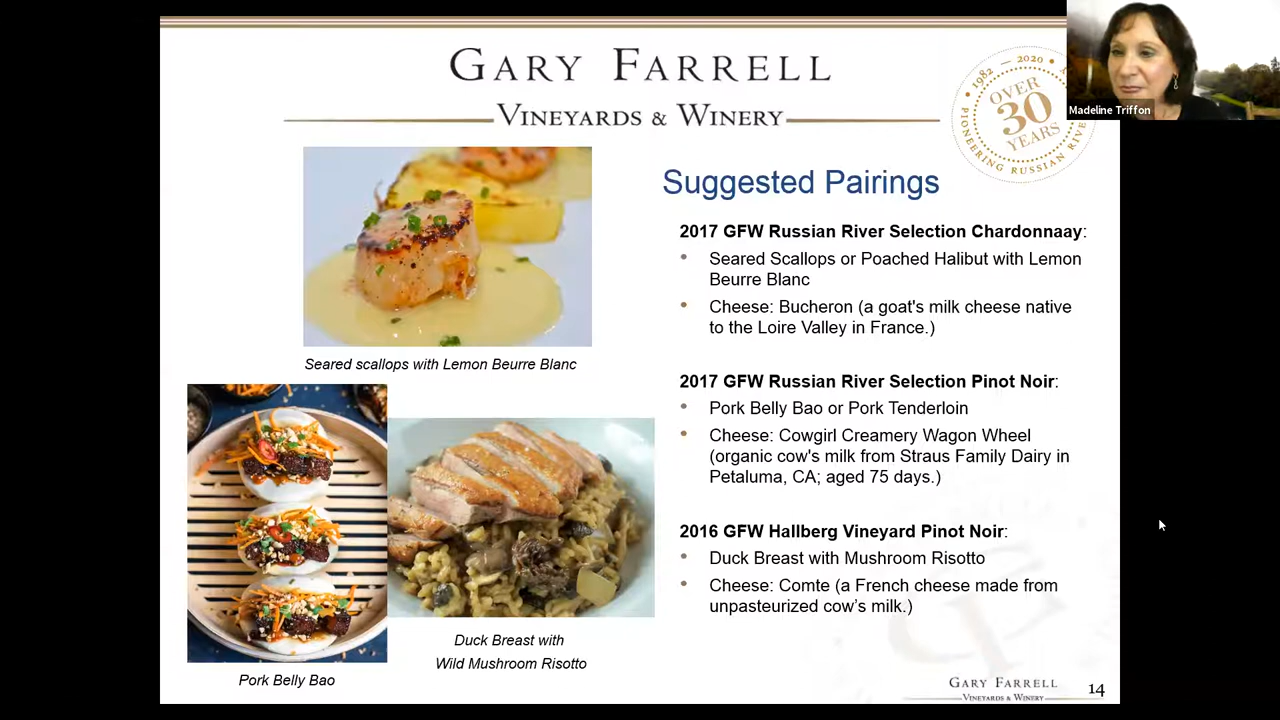 GARY FARRELL
VINEYARDS & WINERY
1982 — 2020
OVER
30
YEARS
PIONEERING RUSSIAN RIVE
Madeline Triffon
Suggested Pairings
2017 GFW Russian River Selection Chardonnaay:
• Seared Scallops or Poached Halibut with Lemon
Beurre Blanc
• Cheese: Bucheron (a goat's milk cheese native
to the Loire Valley in France.)
Seared scallops with Lemon Beurre Blanc
2017 GFW Russian River Selection Pinot Noir:
• Pork Belly Bao or Pork Tenderloin
• Cheese: Cowgirl Creamery Wagon Wheel
(organic cow's milk from Straus Family Dairy in
Petaluma, CA; aged 75 days.)
2016 GFW Hallberg Vineyard Pinot Noir:
• Duck Breast with Mushroom Risotto
• Cheese: Comte (a French cheese made from
unpasteurized cow’s milk.)
Duck Breast with
Wild Mushroom Risotto
Pork Belly Bao
GARY FARRELL
VINEYARDS & WINERY
14